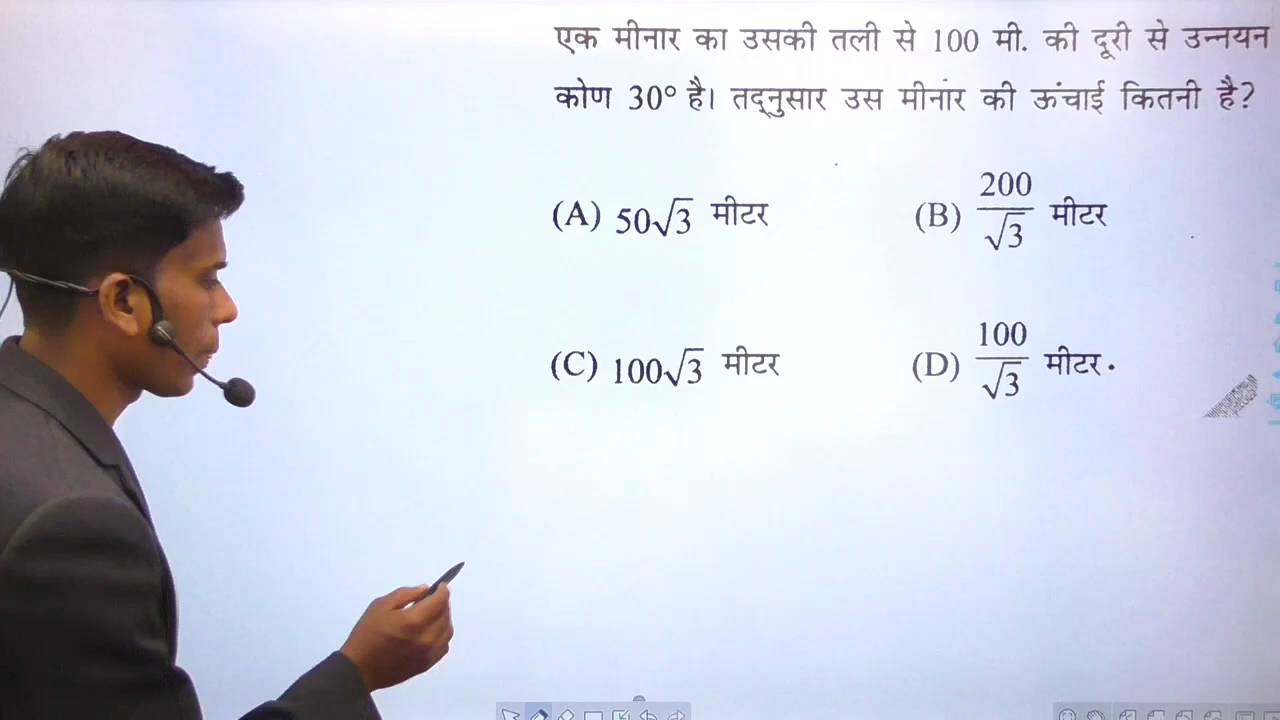 एक मीनार का उसकी तली से 100 मी. की दूरी से उन्नयन
कोण 30° है। तद्नुसार उस मीनार की ऊंचाई कितनी है?
(A) 50√3 मीटर (B) 200/√3 मीटर
(C) 100√3 मीटर (D) 100/√3 मीटर